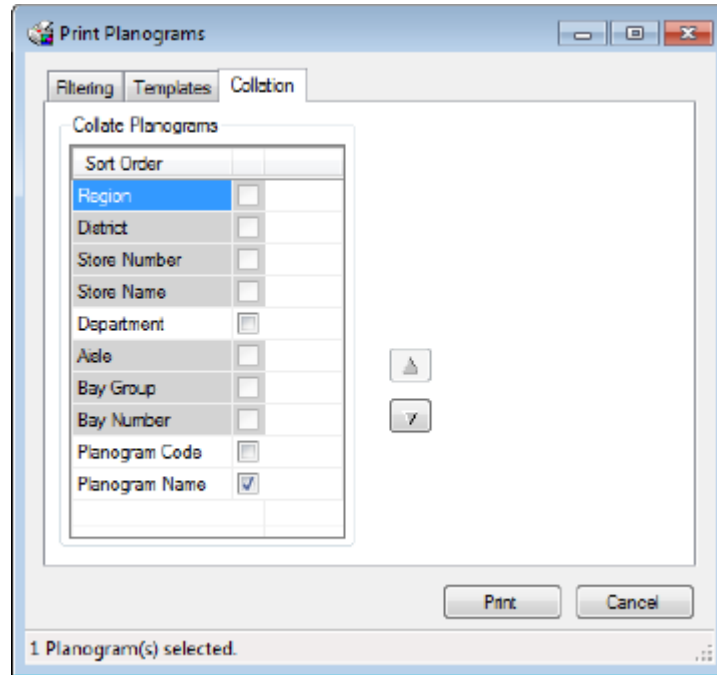 Print Planograms
Filtering Templates Collation
Collate Planograms
Sort Order
Region
District
Store Number
Store Name
Department
Aisle
Bay Group
Bay Number
Planogram Code
Planogram Name
Print Cancel
1 Planogram(s) selected.